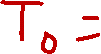 T₀ =